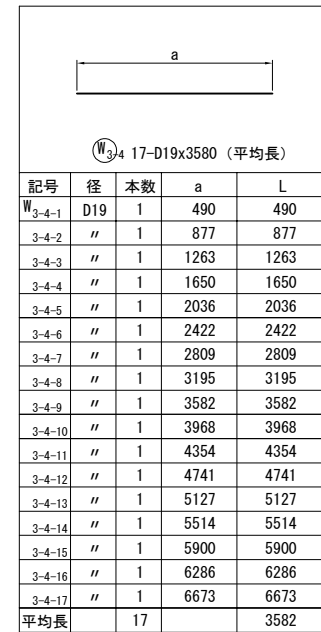 a
W3-4 17-D19x3580 (平均長)
記号 径 本数 a L
W3-4-1 D19 1 490 490
3-4-2 〃 1 877 877
3-4-3 〃 1 1263 1263
3-4-4 〃 1 1650 1650
3-4-5 〃 1 2036 2036
3-4-6 〃 1 2422 2422
3-4-7 〃 1 2809 2809
3-4-8 〃 1 3195 3195
3-4-9 〃 1 3582 3582
3-4-10 〃 1 3968 3968
3-4-11 〃 1 4354 4354
3-4-12 〃 1 4741 4741
3-4-13 〃 1 5127 5127
3-4-14 〃 1 5514 5514
3-4-15 〃 1 5900 5900
3-4-16 〃 1 6286 6286
3-4-17 〃 1 6673 6673
平均長 17 3582